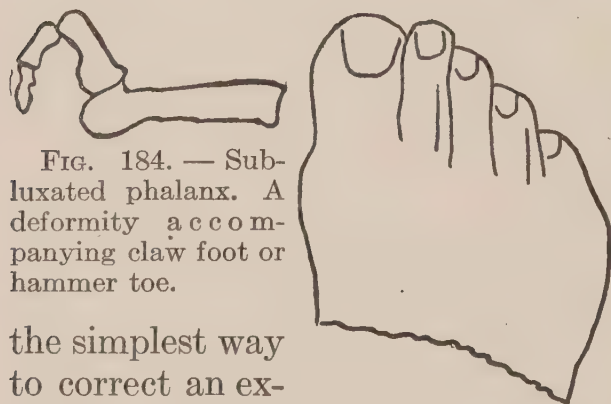 FIG. 184. — Sub-
luxated phalanx. A
deformity accom-
panying claw foot or
hammer toe.
the simplest way
to correct an ex-